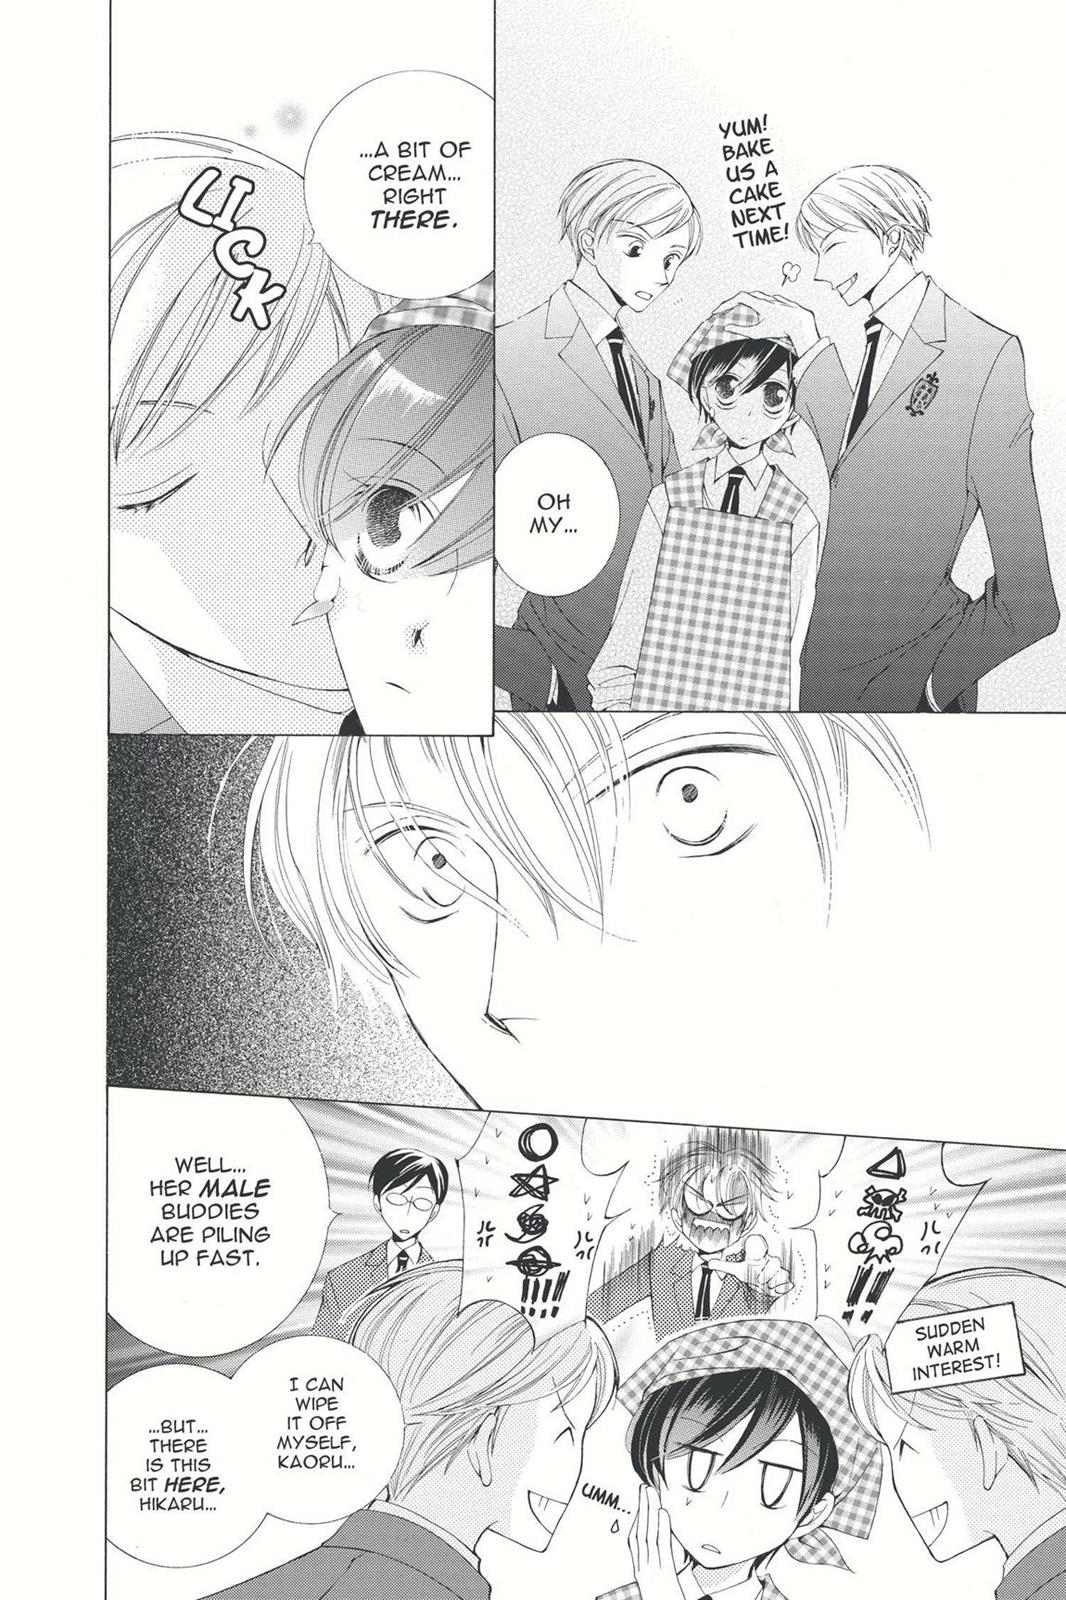 YUM!
BAKE
US A
CAKE
NEXT
TIME!
OH
MY...
...A BIT OF
CREAM...
RIGHT
THERE.
LICK
WELL...
HER MALE
BUDDIES
ARE PILING
UP FAST.
!!!!!
!!
SUDDEN
WARM
INTEREST!
I CAN
WIPE
IT OFF
MYSELF,
KAORU...
...BUT...
THERE
IS THIS
BIT HERE,
HIKARU...
UMM...